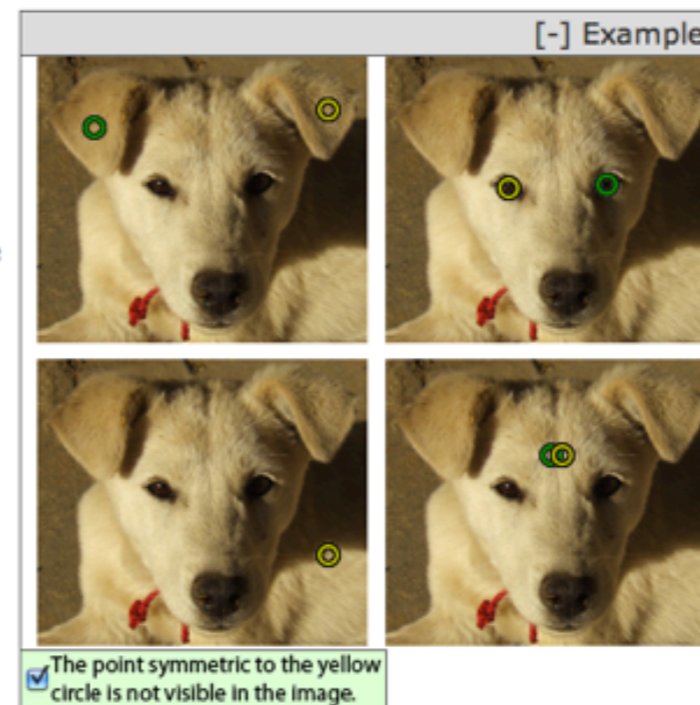 [-] Example
The point symmetric to the yellow
circle is not visible in the image.